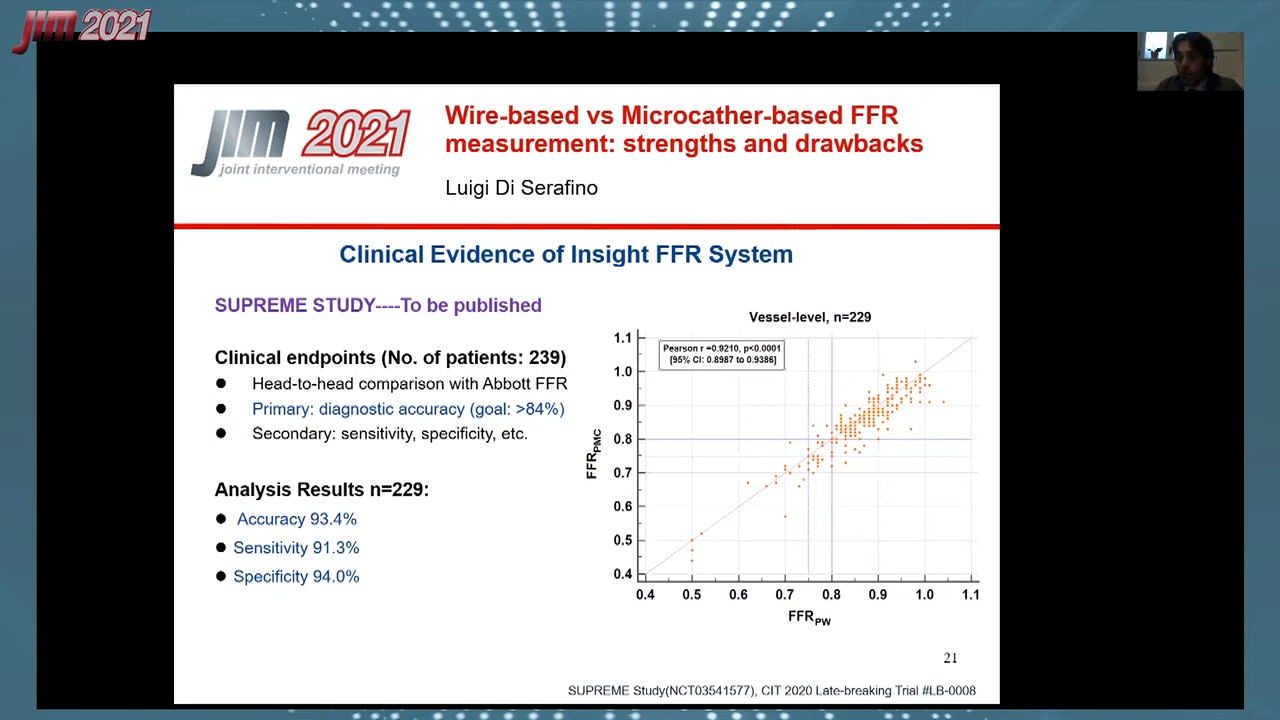 JIM 2021
JIM 2021
joint interventional meeting
Wire-based vs Microcather-based FFR
measurement: strengths and drawbacks
Luigi Di Serafino
Clinical Evidence of Insight FFR System
SUPREME STUDY----To be published
Clinical endpoints (No. of patients: 239)
● Head-to-head comparison with Abbott FFR
● Primary: diagnostic accuracy (goal: >84%)
● Secondary: sensitivity, specificity, etc.
Analysis Results n=229:
● Accuracy 93.4%
● Sensitivity 91.3%
● Specificity 94.0%
Vessel-level, n=229
Pearson r =0.9210, p<0.0001
[95% CI: 0.8987 to 0.9386]
1.1
1.0
0.9
0.8
0.7
0.6
0.5
0.4
FFRPMC
0.4 0.5 0.6 0.7 0.8 0.9 1.0 1.1
FFRPW
21
SUPREME Study(NCT03541577), CIT 2020 Late-breaking Trial #LB-0008